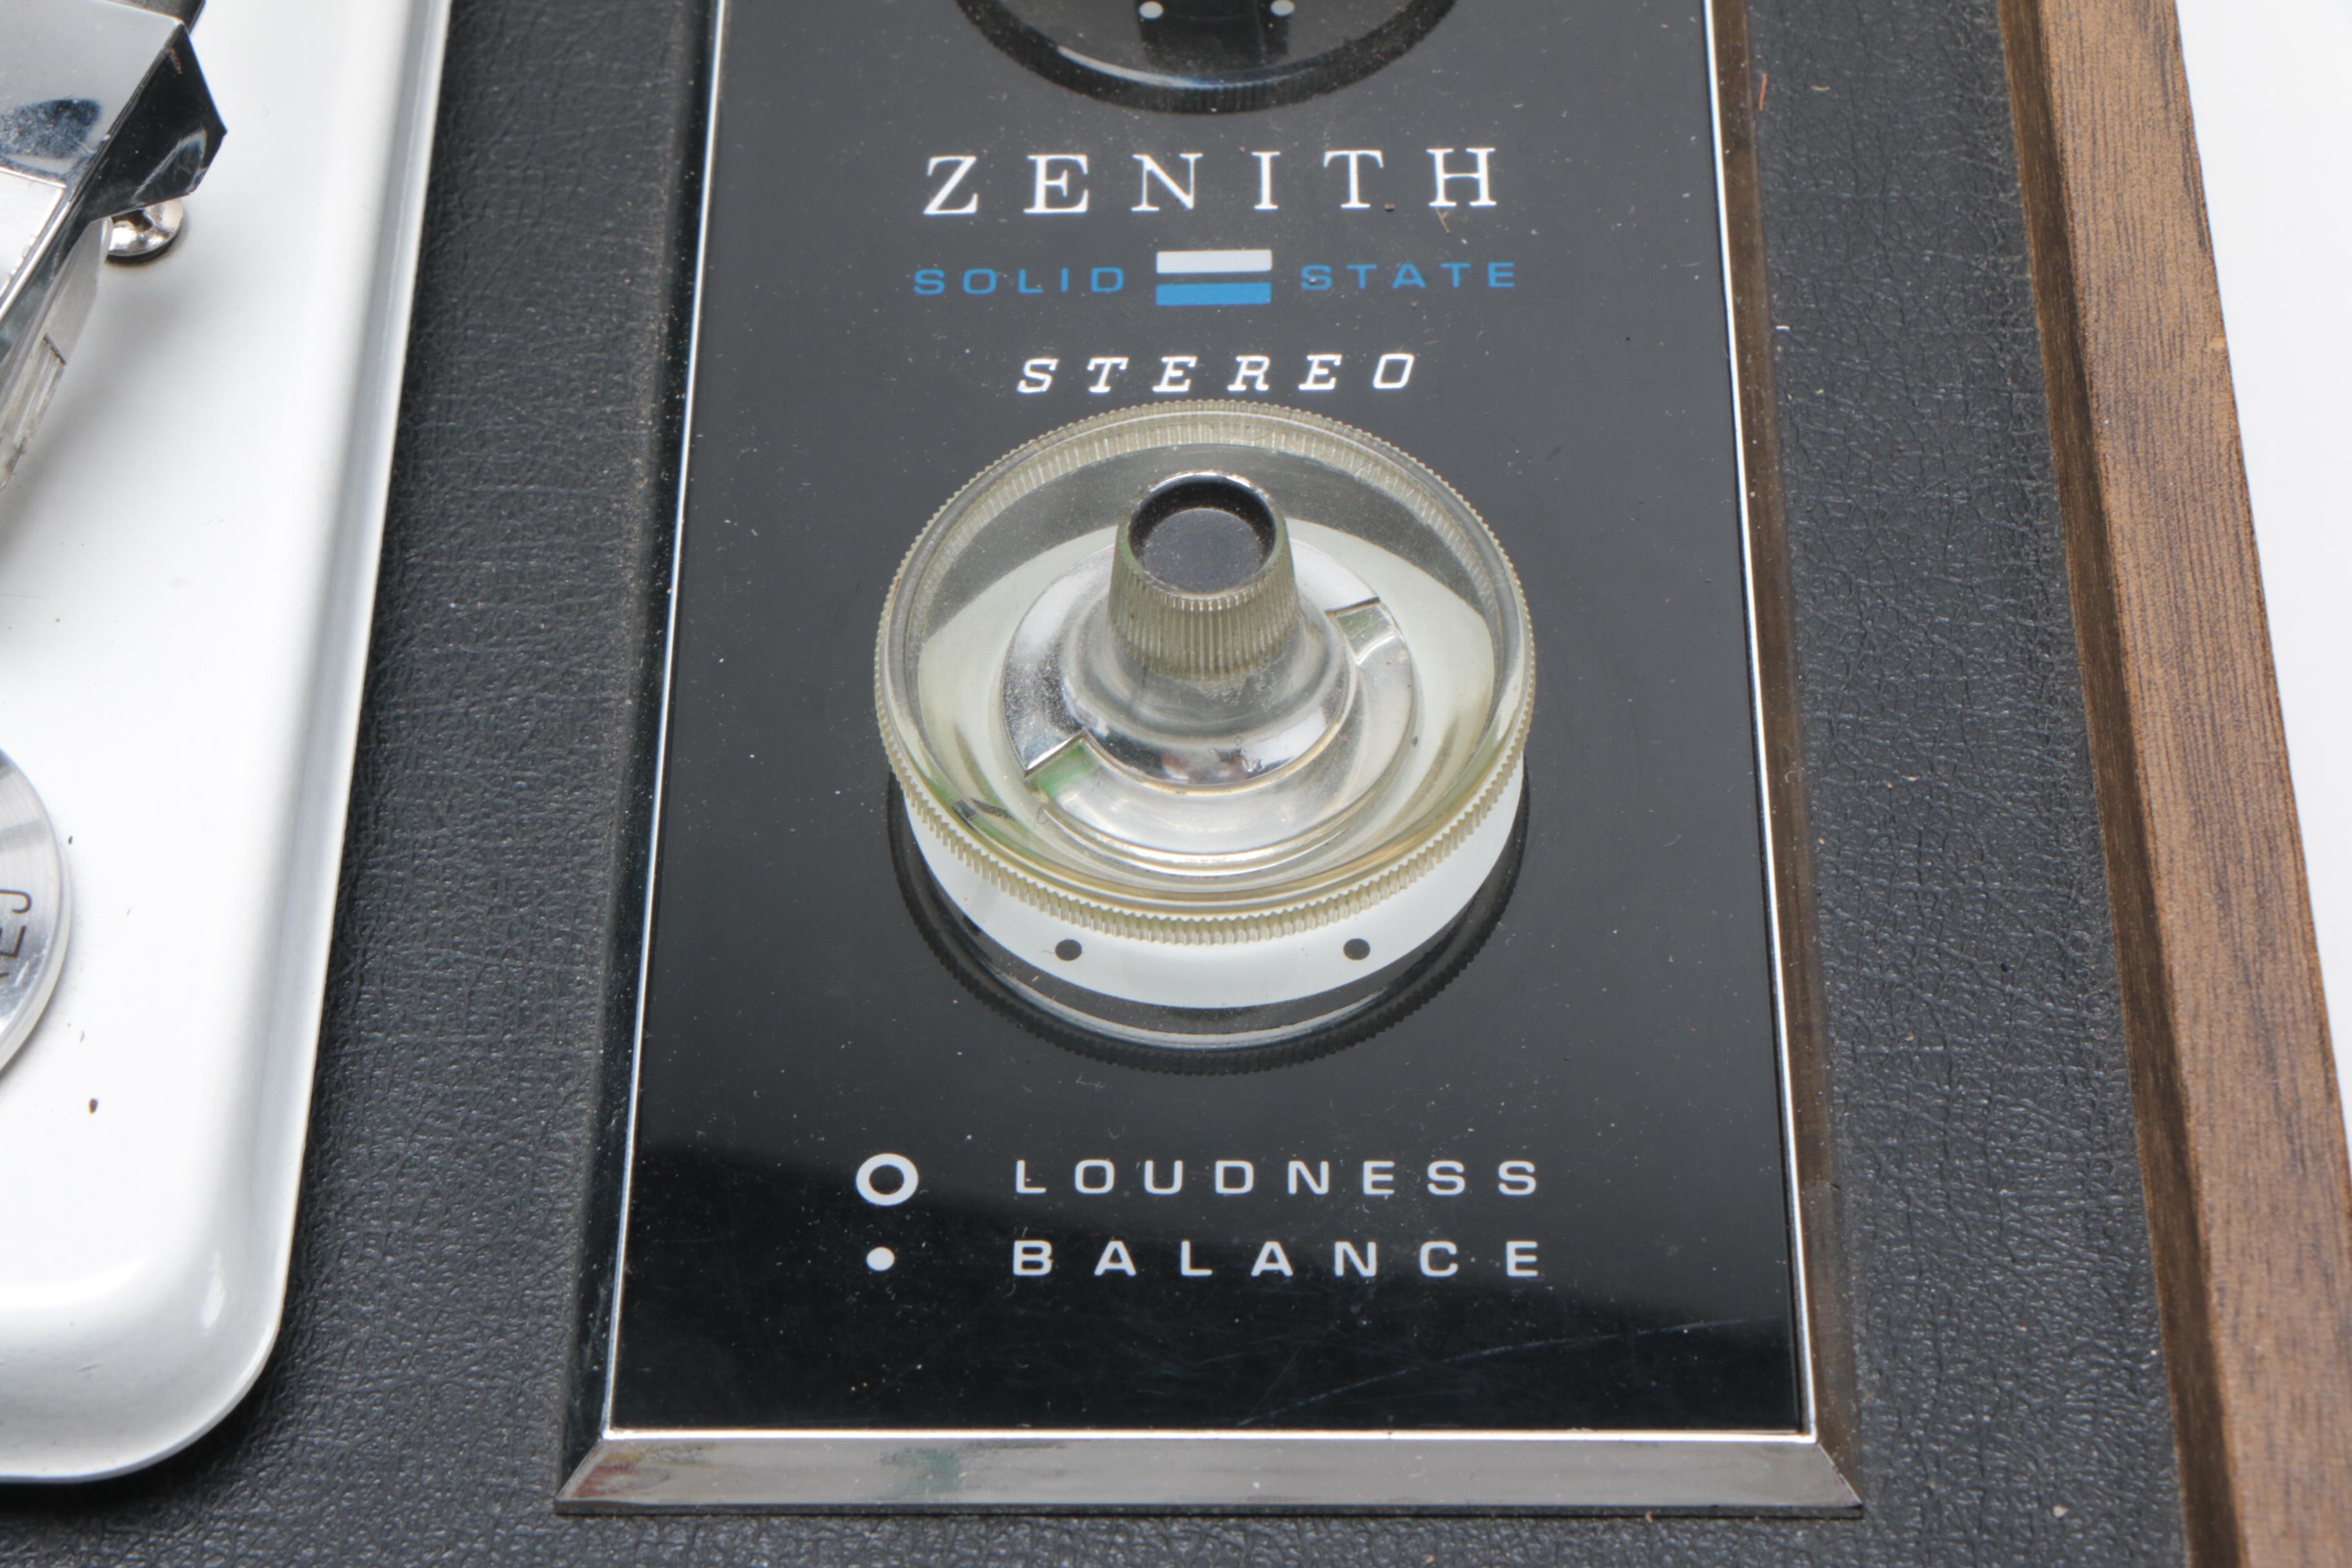 ZENITH
SOLID STATE
STEREO
LOUDNESS
BALANCE